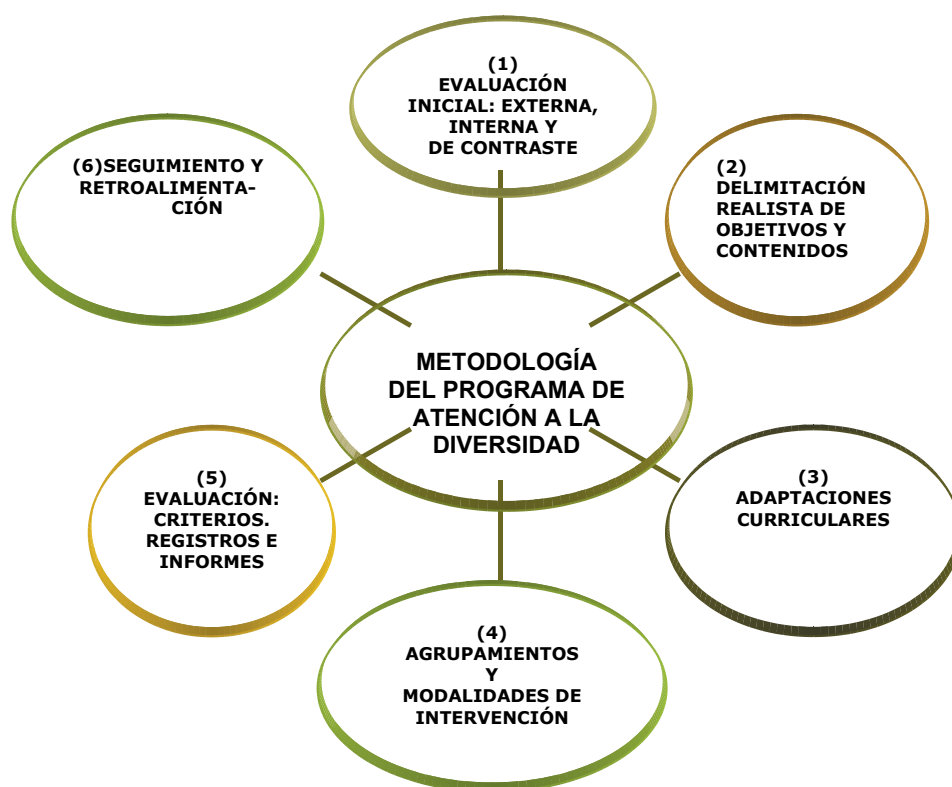 (1)
EVALUACIÓN
INICIAL: EXTERNA,
INTERNA Y
DE CONTRASTE
(2)
DELIMITACIÓN
REALISTA DE
OBJETIVOS Y
CONTENIDOS
(3)
ADAPTACIONES
CURRICULARES
(4)
AGRUPAMIENTOS
Y
MODALIDADES DE
INTERVENCIÓN
(5)
EVALUACIÓN:
CRITERIOS.
REGISTROS E
INFORMES
(6)SEGUIMIENTO Y
RETROALIMENTA-
CIÓN
METODOLOGÍA
DEL PROGRAMA DE
ATENCIÓN A LA
DIVERSIDAD